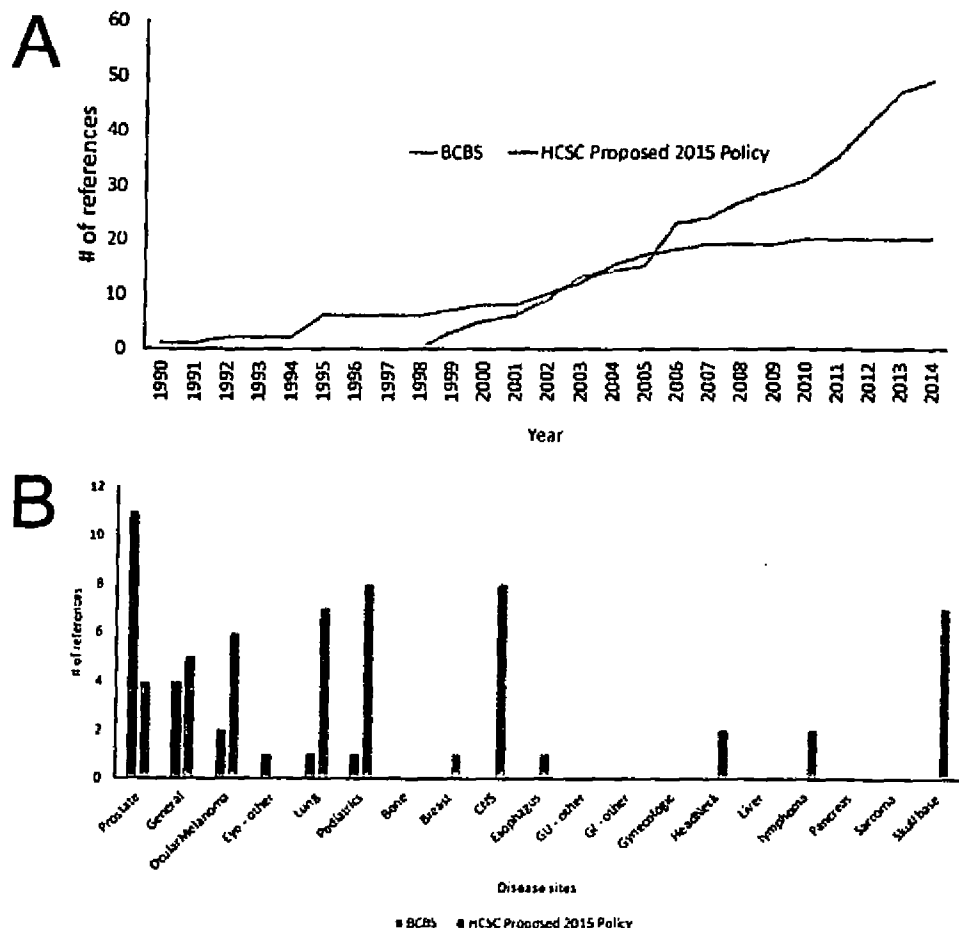 A
60
50
40
30
20
10
0
# of references
BCBS HCSC Proposed 2015 Policy
1990 1991 1992 1993 1994 1995 1996 1997 1998 1999 2000 2001 2002 2003 2004 2005 2006 2007 2008 2009 2010 2011 2012 2013 2014
Year
B
12
10
8
6
4
2
0
# of references
Prostate General Ocular Melanoma Eye - other Lung Pediatrics Bone Breast CNS Esophagus GU - other GI - other Gynecologic Head Neck Liver lymphoma Pancreas Sarcoma Skull base
Disease sites
BCBS HCSC Proposed 2015 Policy